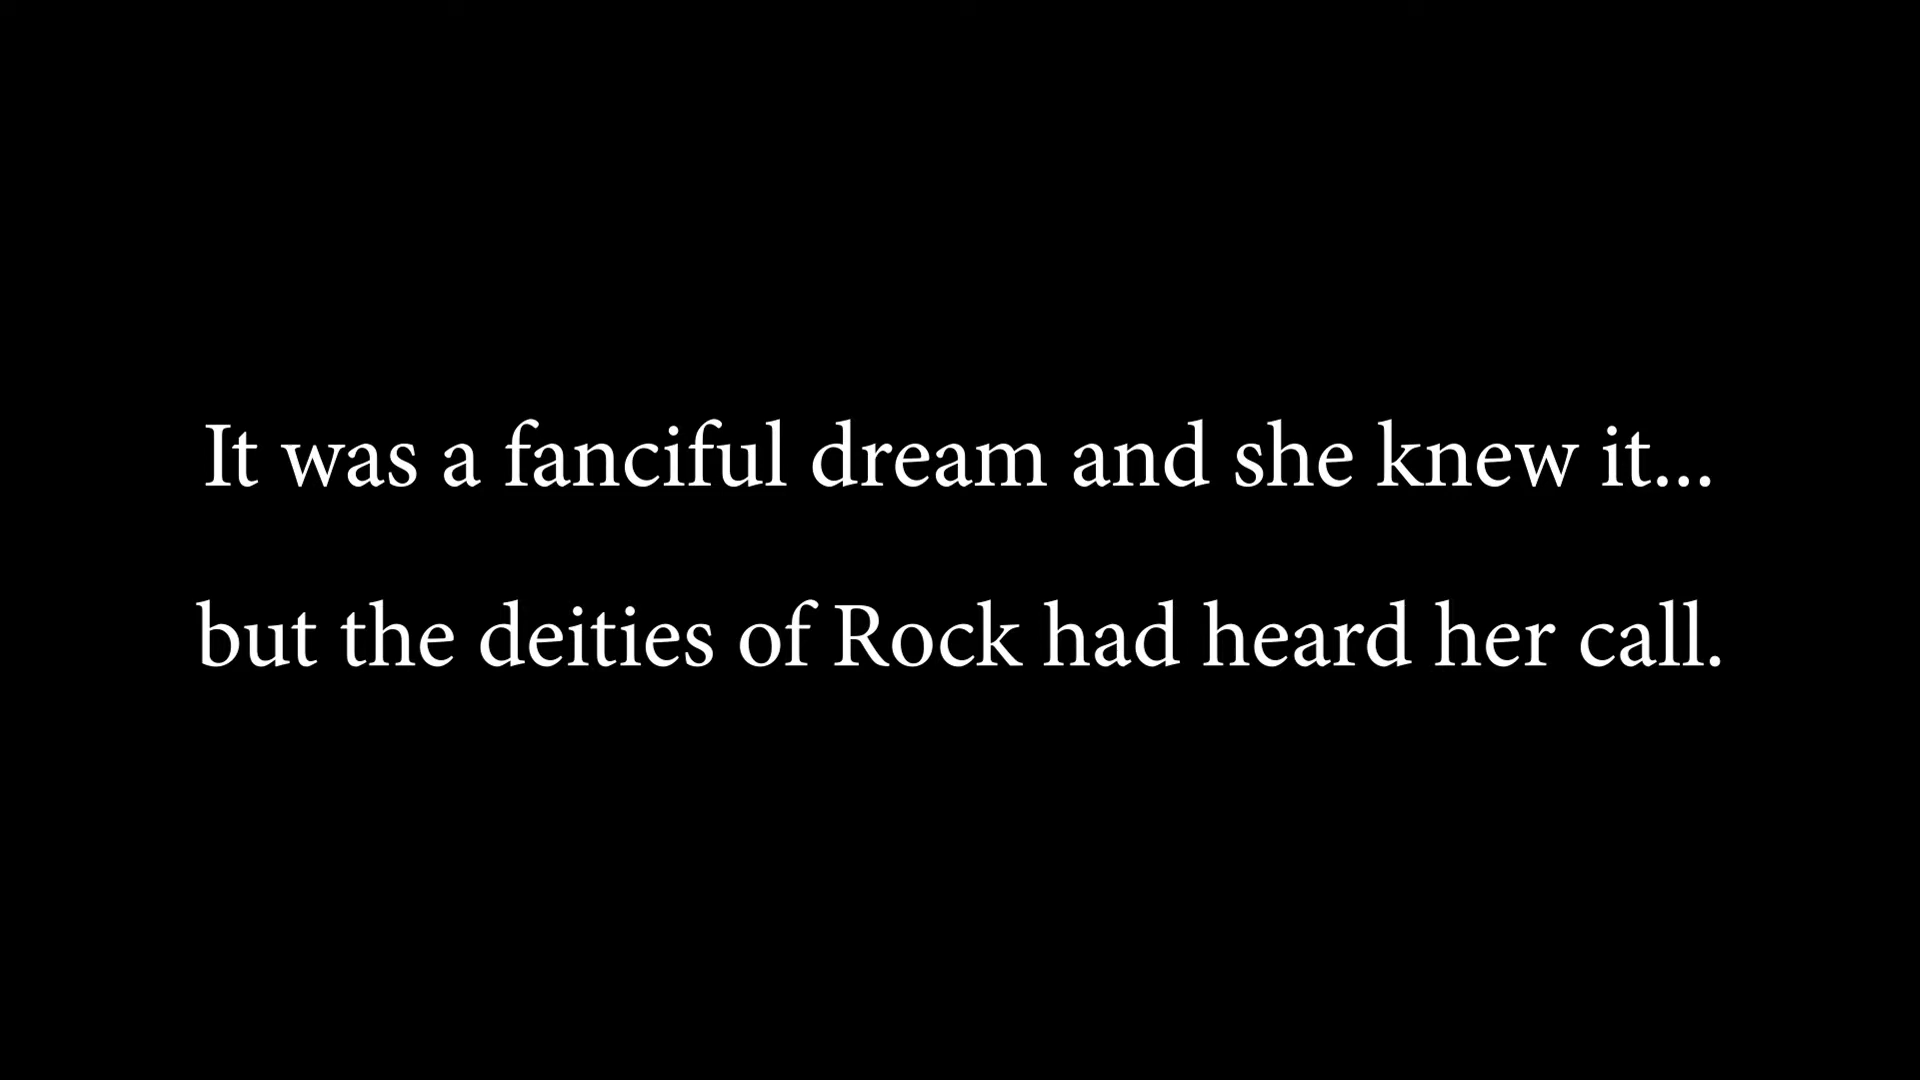 It was a fanciful dream and she knew it...
but the deities of Rock had heard her call.